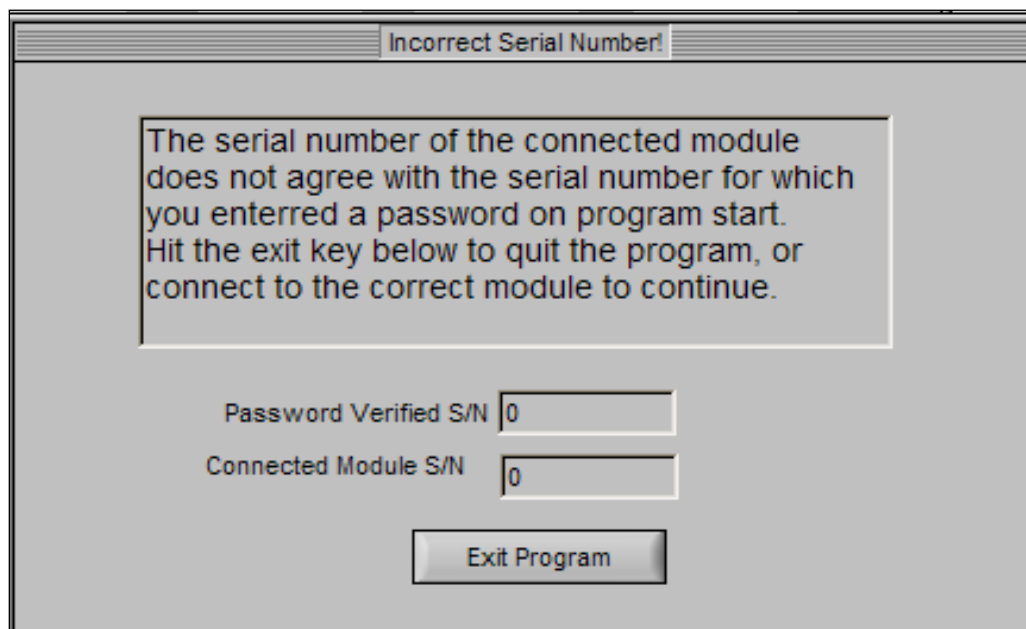 Incorrect Serial Number!
The serial number of the connected module
does not agree with the serial number for which
you enterred a password on program start.
Hit the exit key below to quit the program, or
connect to the correct module to continue.
Password Verified S/N 0
Connected Module S/N 0
Exit Program